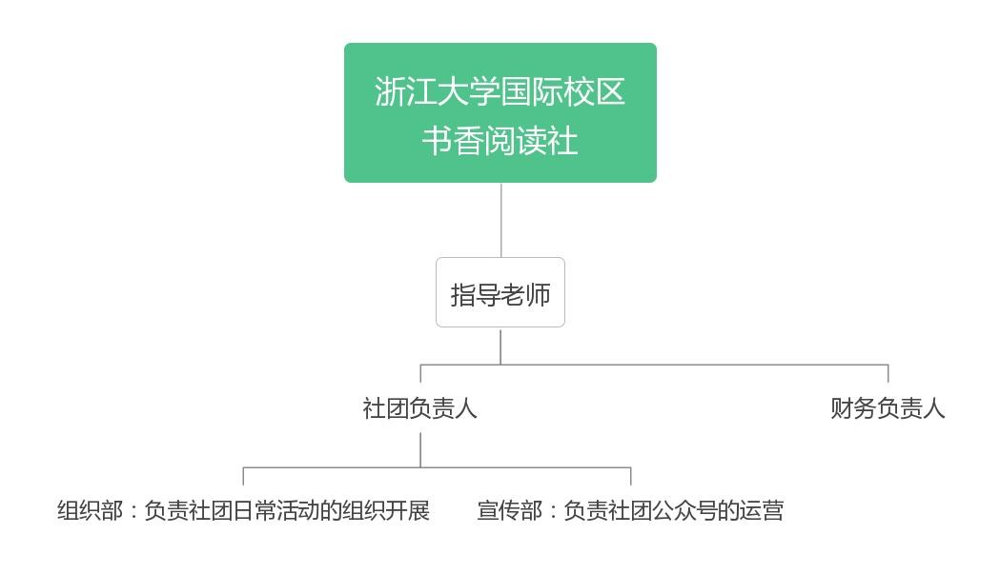 浙江大学国际校区
书香阅读社
指导老师
社团负责人
财务负责人
组织部：负责社团日常活动的组织开展
宣传部：负责社团公众号的运营